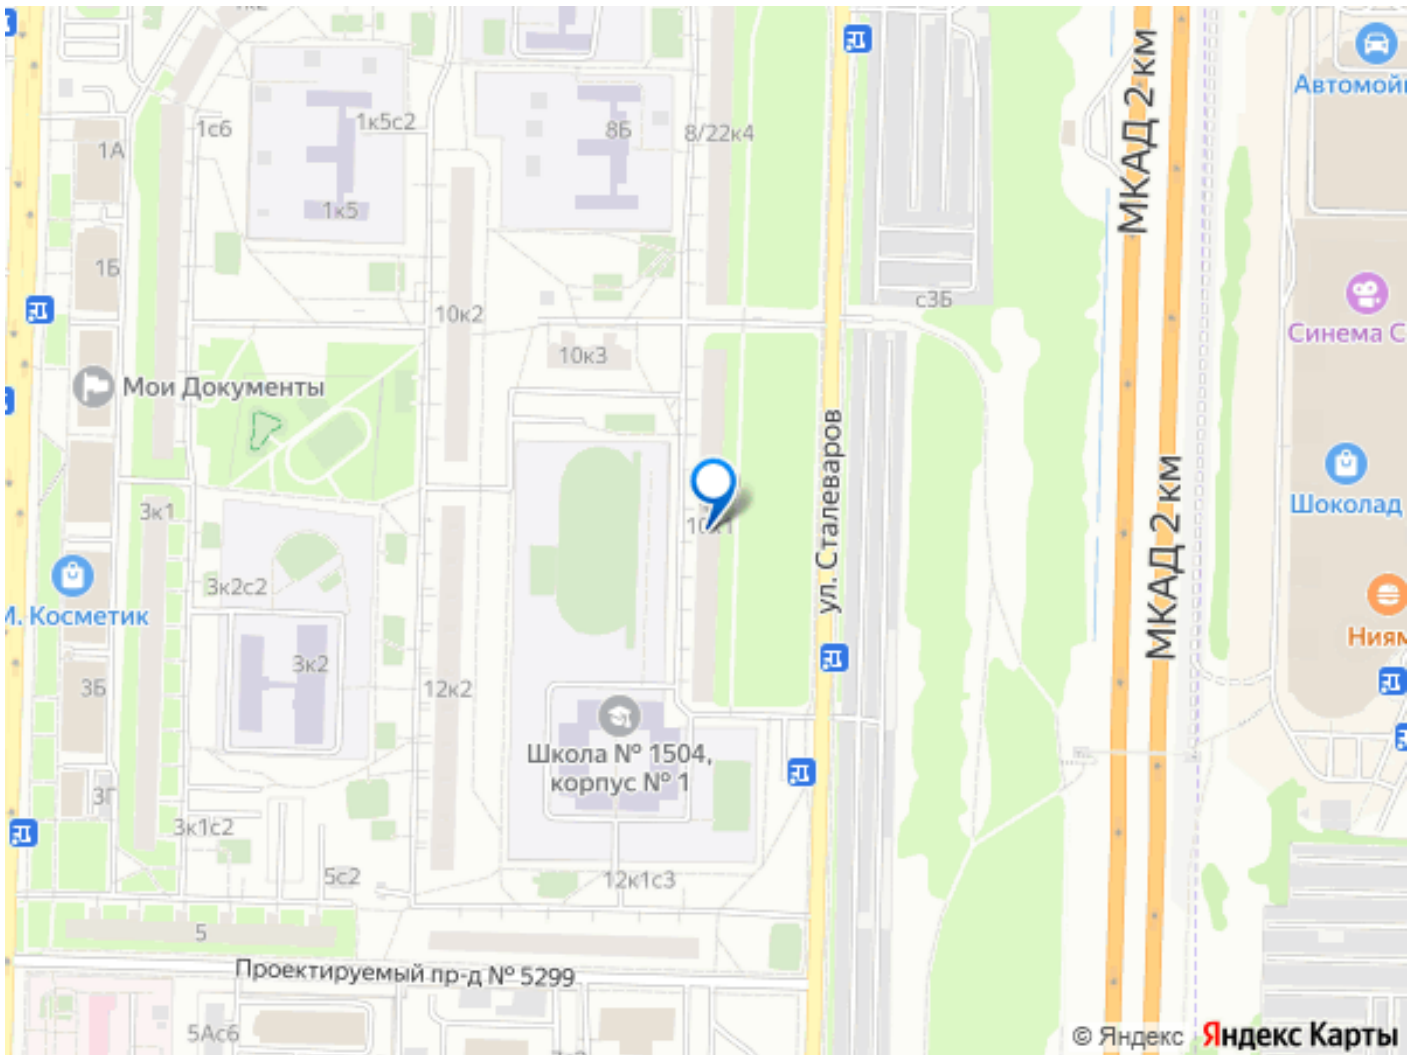 МКАД 2 км
Автомой
1с6
1к5с2
8Б
8/22к4
1А
1к5
1Б
с3Б
10к2
Синема С
10к3
Мои Документы
ул. Сталеваров
МКАД 2 км
Шоколад
3к1
10к1
3к2с2
М. Косметик
Ниям
3к2
3Б
12к2
Школа № 1504,
корпус № 1
3Г
3к1с2
5с2
12к1с3
5
Проектируемый пр-д № 5299
5Ас6
© Яндекс Яндекс Карты